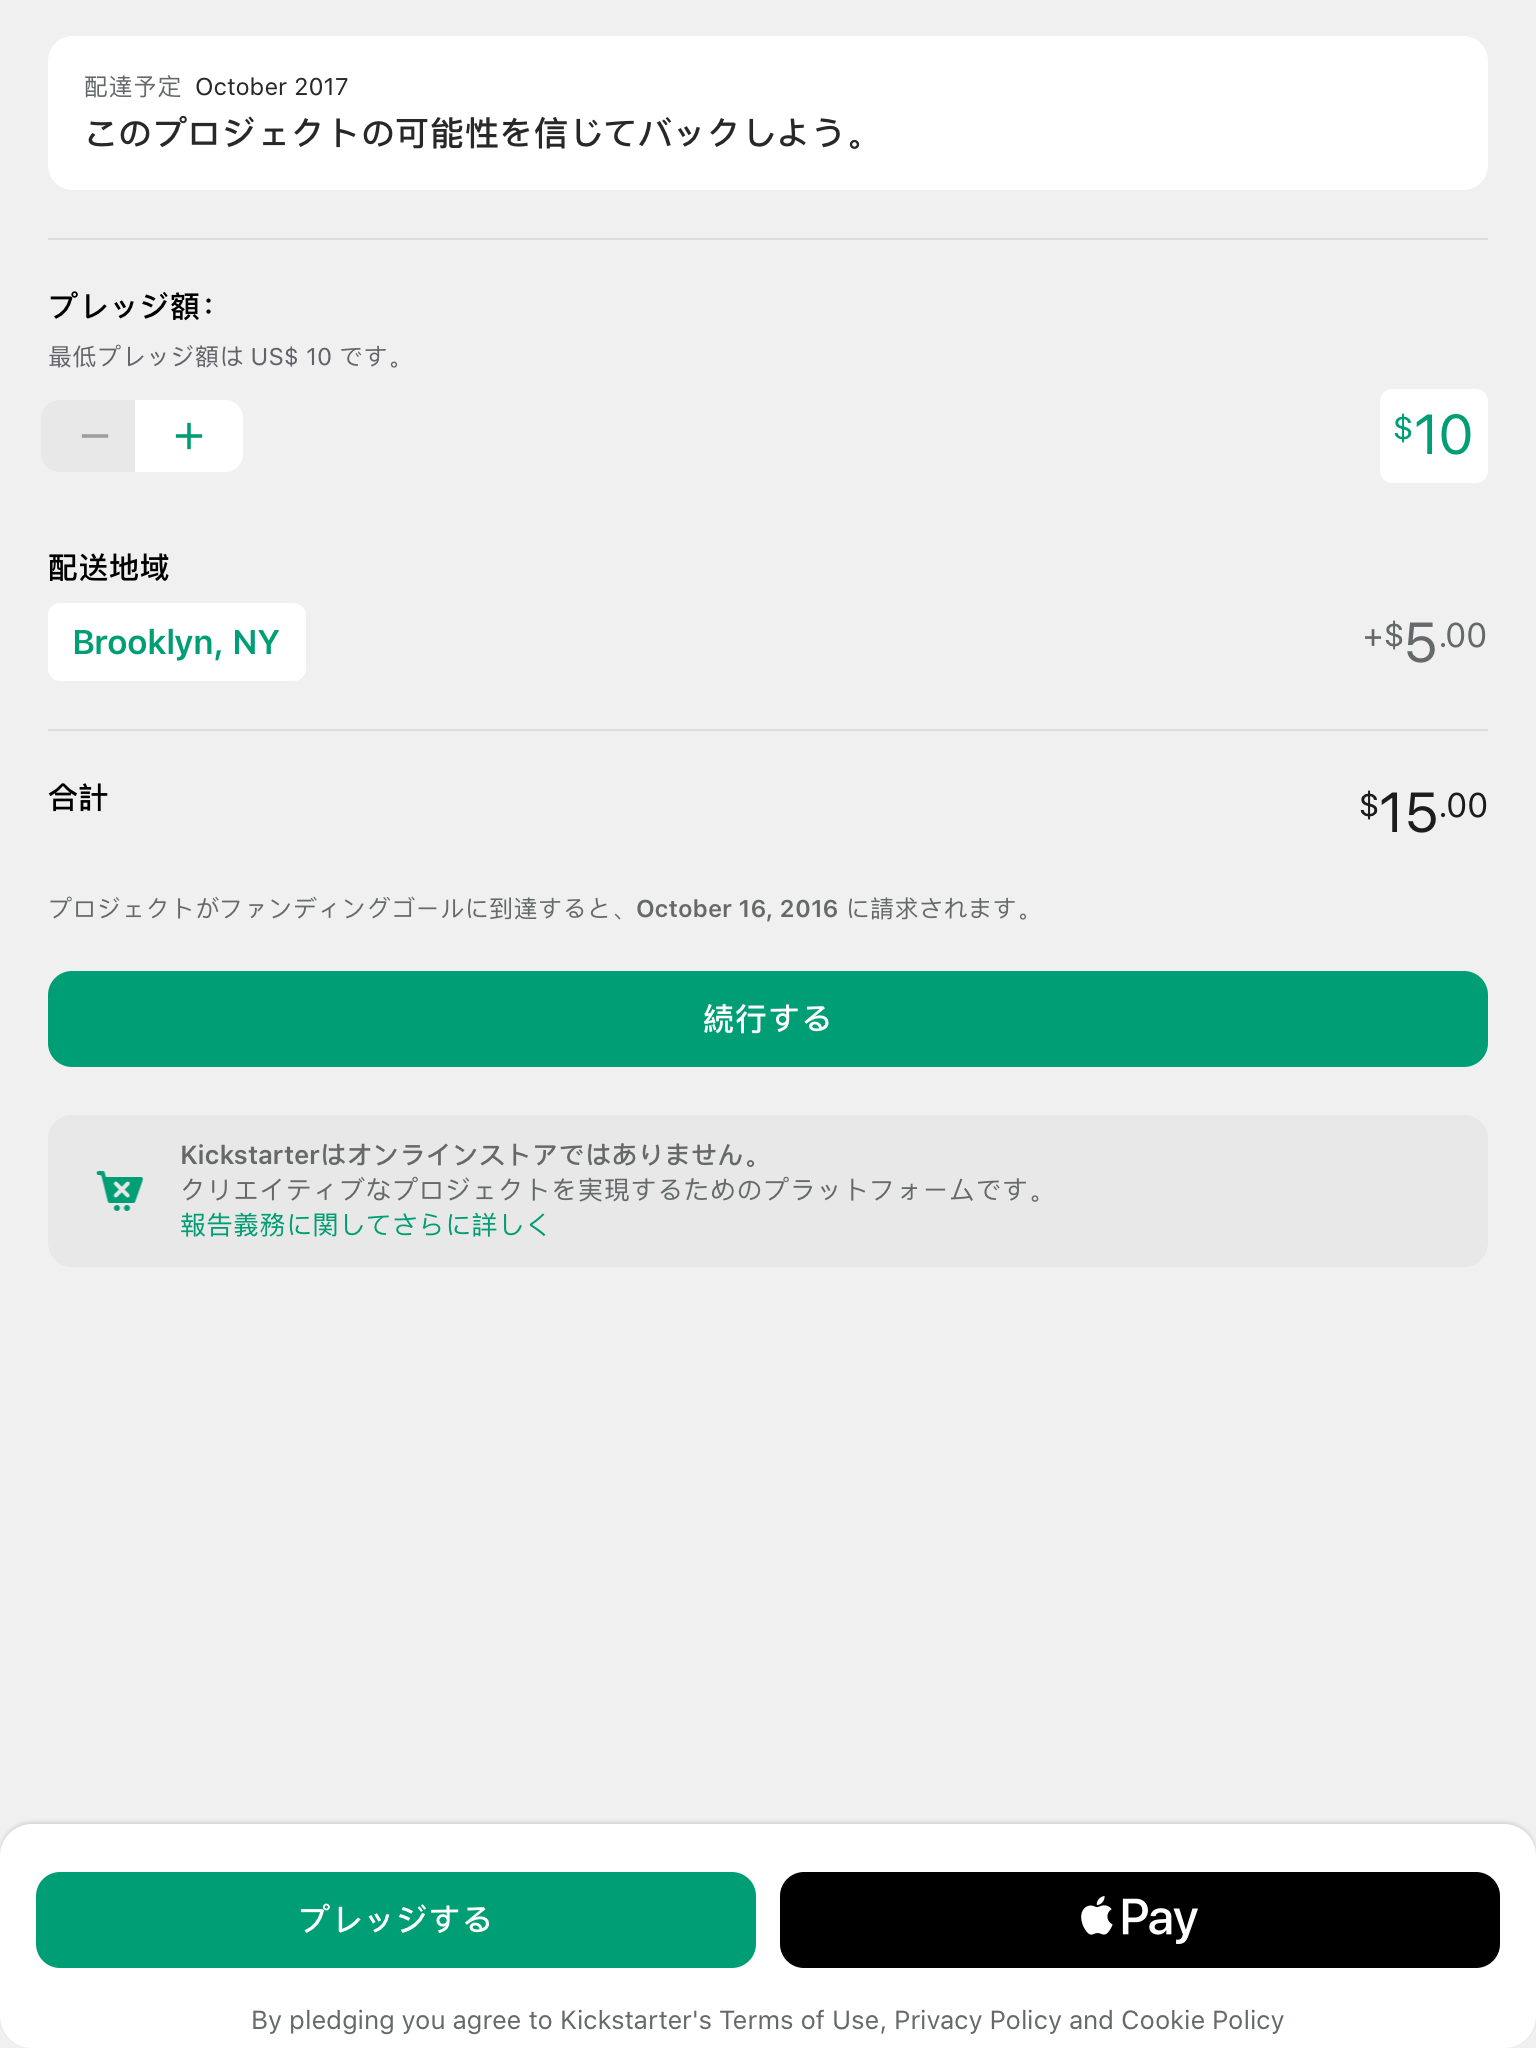 配達予定 October 2017
このプロジェクトの可能性を信じてバックしよう。
プレッジ額：
最低プレッジ額は US$ 10 です。
$10
配送地域
Brooklyn, NY
+$5.00
合計
$15.00
プロジェクトがファンディングゴールに到達すると、October 16, 2016 に請求されます。
続行する
Kickstarterはオンラインストアではありません。
クリエイティブなプロジェクトを実現するためのプラットフォームです。
報告義務に関してさらに詳しく
プレッジする
Pay
By pledging you agree to Kickstarter's Terms of Use, Privacy Policy and Cookie Policy